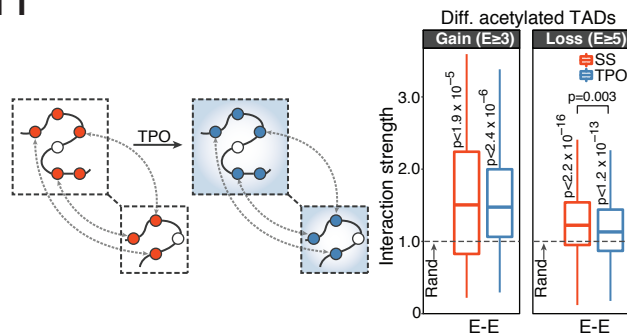 H
TPO
Diff. acetylated TADs
Gain (E≥3)
Loss (E≥5)
SS
TPO
Interaction strength
3.0
2.0
1.0
0
p<1.9 x 10⁻⁵
p<2.4 x 10⁻⁶
Rand
E-E
p=0.003
p<2.2 x 10⁻¹⁶
p<1.2 x 10⁻¹³
Rand
E-E